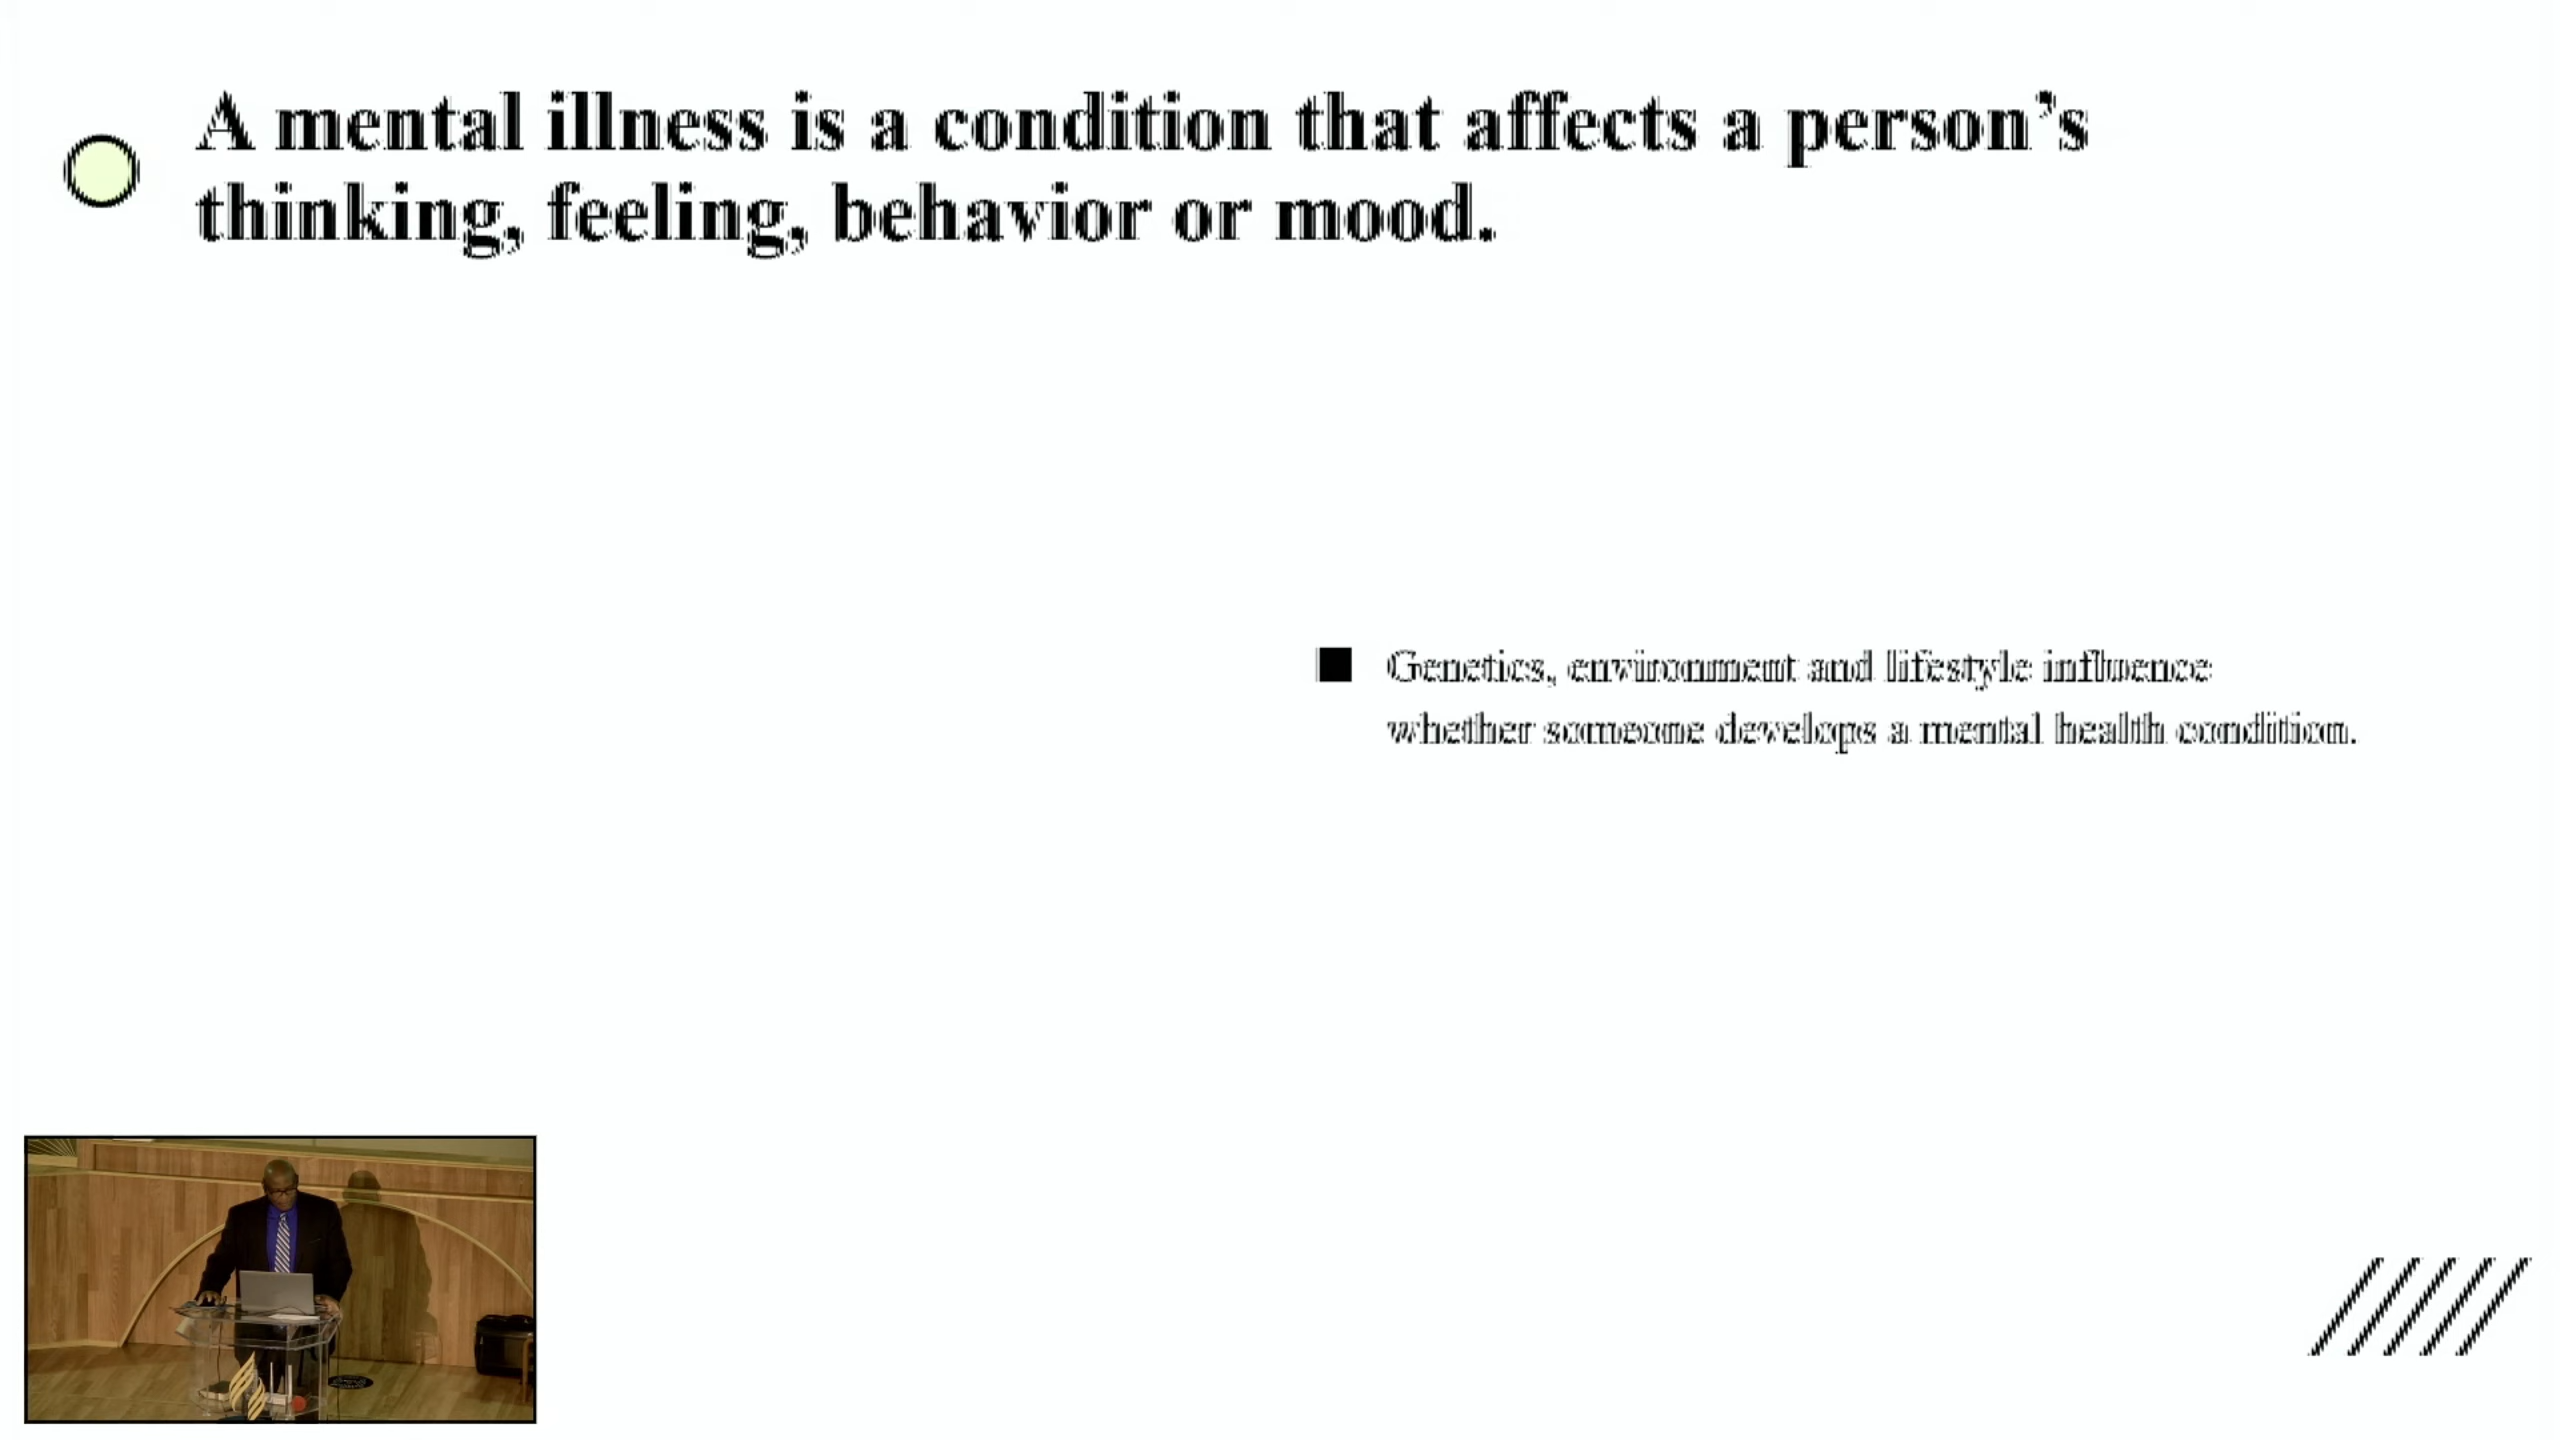 A mental illness is a condition that affects a person’s
thinking, feeling, behavior or mood.
Genetics, environment and lifestyle influence
whether someone develops a mental health condition.